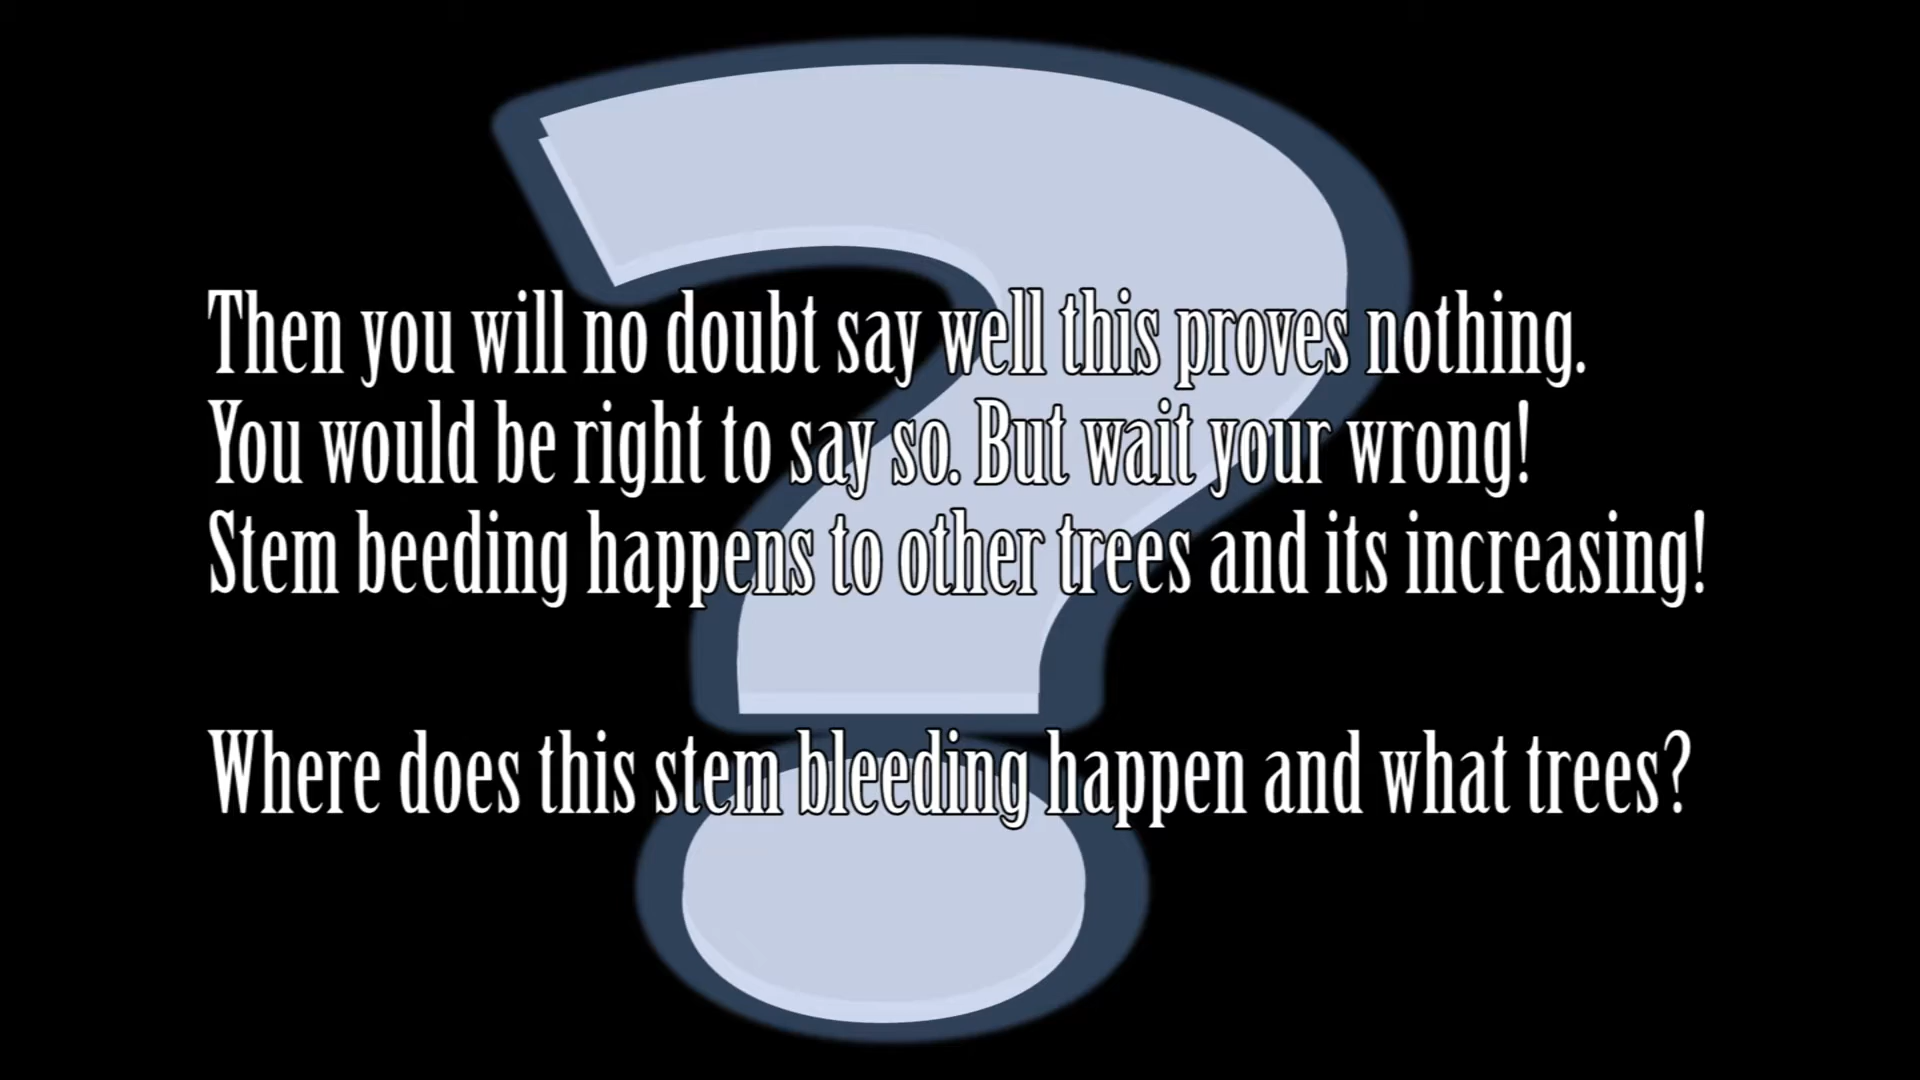 Then you will no doubt say well this proves nothing.
You would be right to say so. But wait your wrong!
Stem beeding happens to other trees and its increasing!
Where does this stem bleeding happen and what trees?